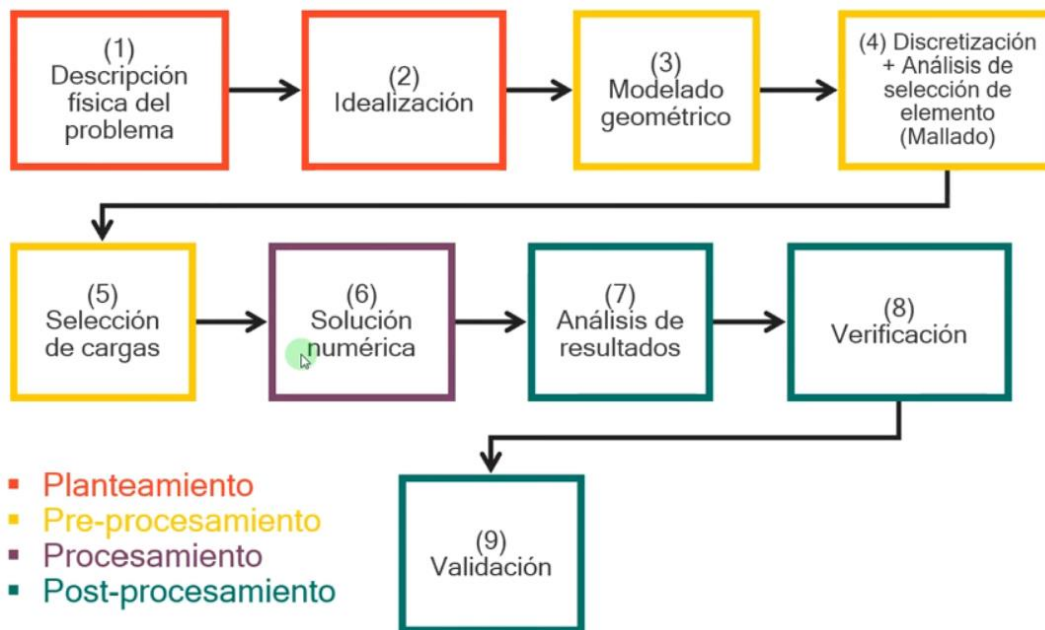 (1)
Descripción
física del
problema
(2)
Idealización
(3)
Modelado
geométrico
(4) Discretización
+ Análisis de
selección de
elemento
(Mallado)
(5)
Selección
de cargas
(6)
Solución
numérica
(7)
Análisis de
resultados
(8)
Verificación
(9)
Validación
Planteamiento
Pre-procesamiento
Procesamiento
Post-procesamiento